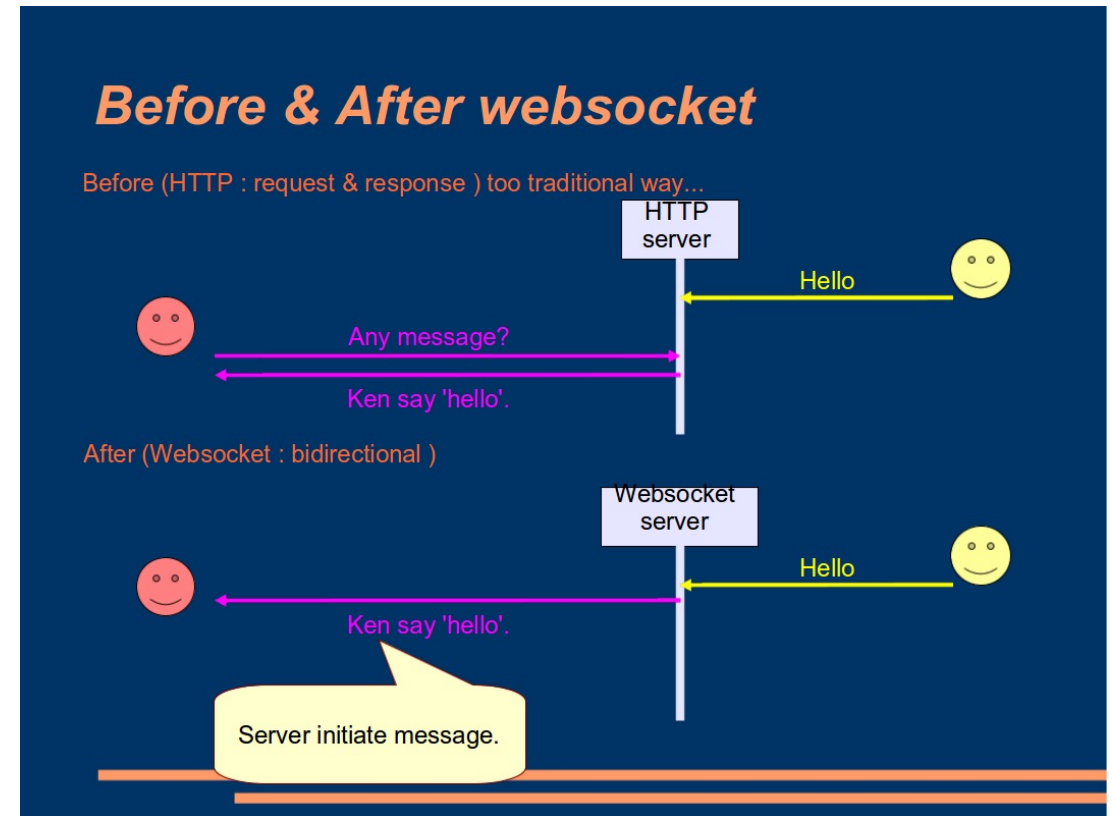 Before & After websocket
Before (HTTP : request & response ) too traditional way...
HTTP
server
Hello
Any message?
Ken say 'hello'.
After (Websocket : bidirectional )
Websocket
server
Hello
Ken say 'hello'.
Server initiate message.